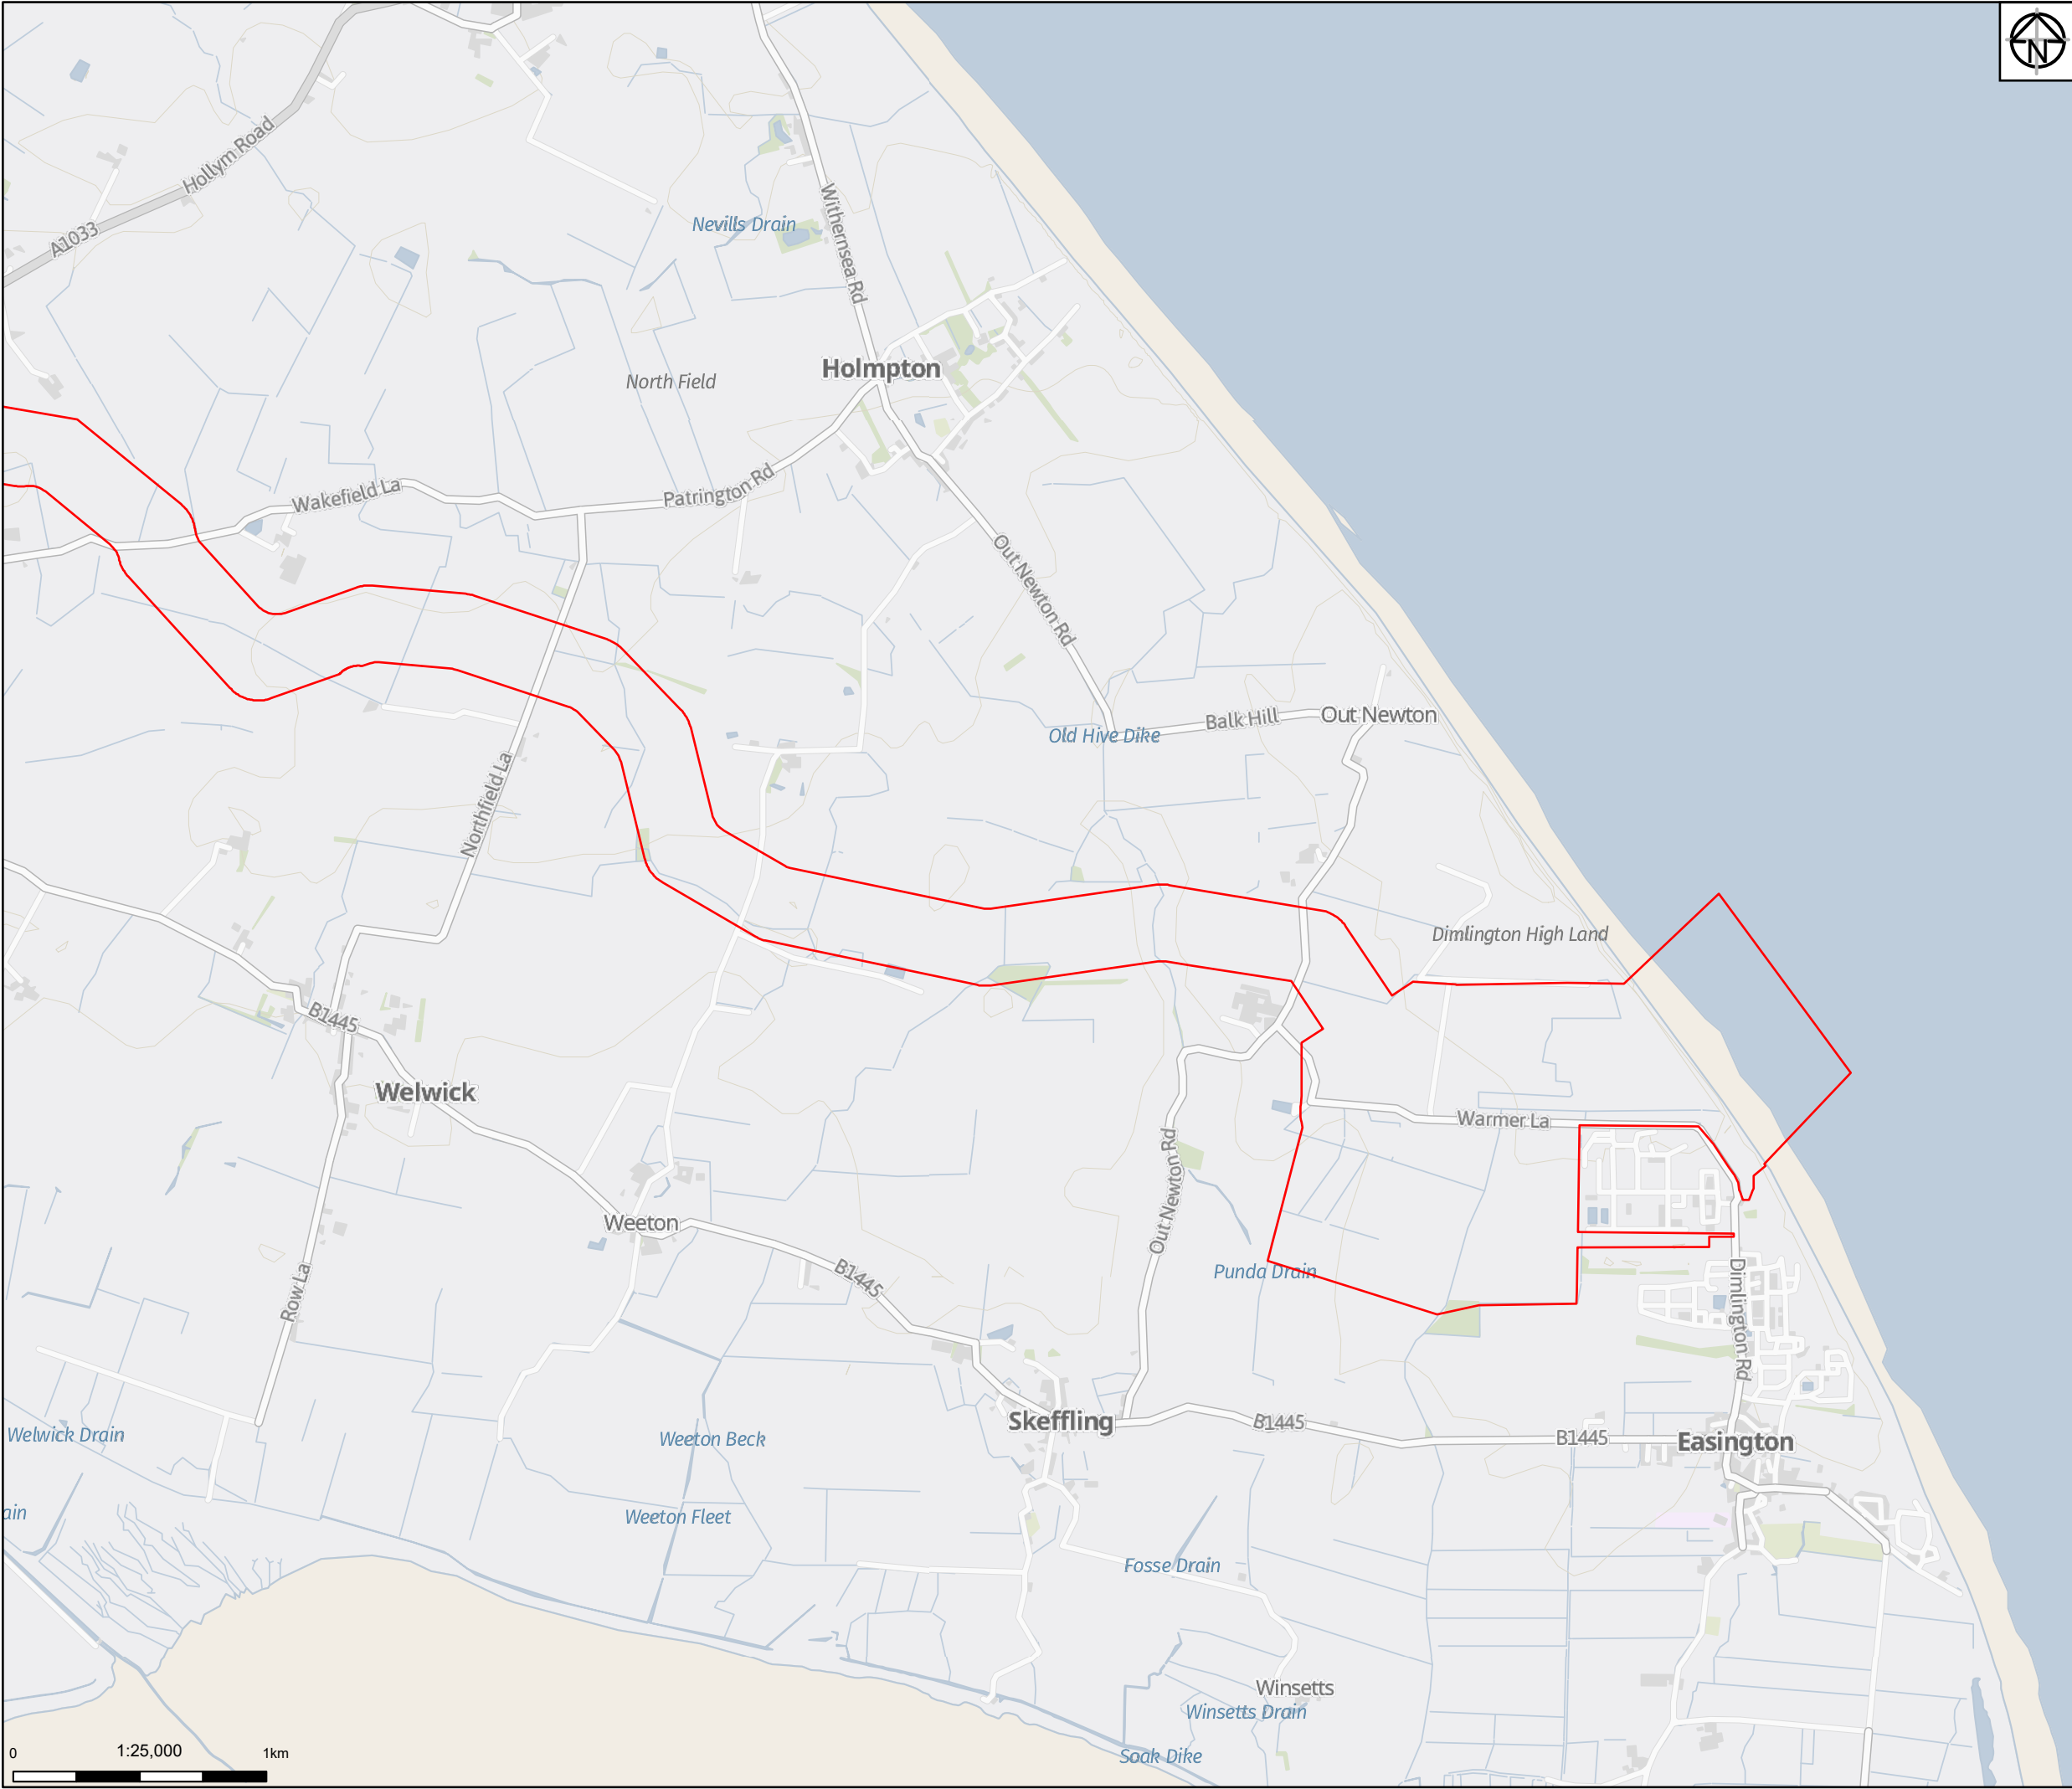 N
Hollym Road
A1033
Nevills Drain
Withernsea Rd
Holmpton
North Field
Wakefield La
Patrington Rd
Out Newton Rd
Out Newton
Balk Hill
Old Hive Dike
Northfield La
Dimlington High Land
B1445
Welwick
Warmer La
Out Newton Rd
Weeton
B1445
Punda Drain
Row La
Dimlington Rd
Skeffling
B1445
B1445
Easington
Welwick Drain
Weeton Beck
ain
Weeton Fleet
Fosse Drain
Winsetts
Winsetts Drain
Soak Dike
0 1:25,000 1km